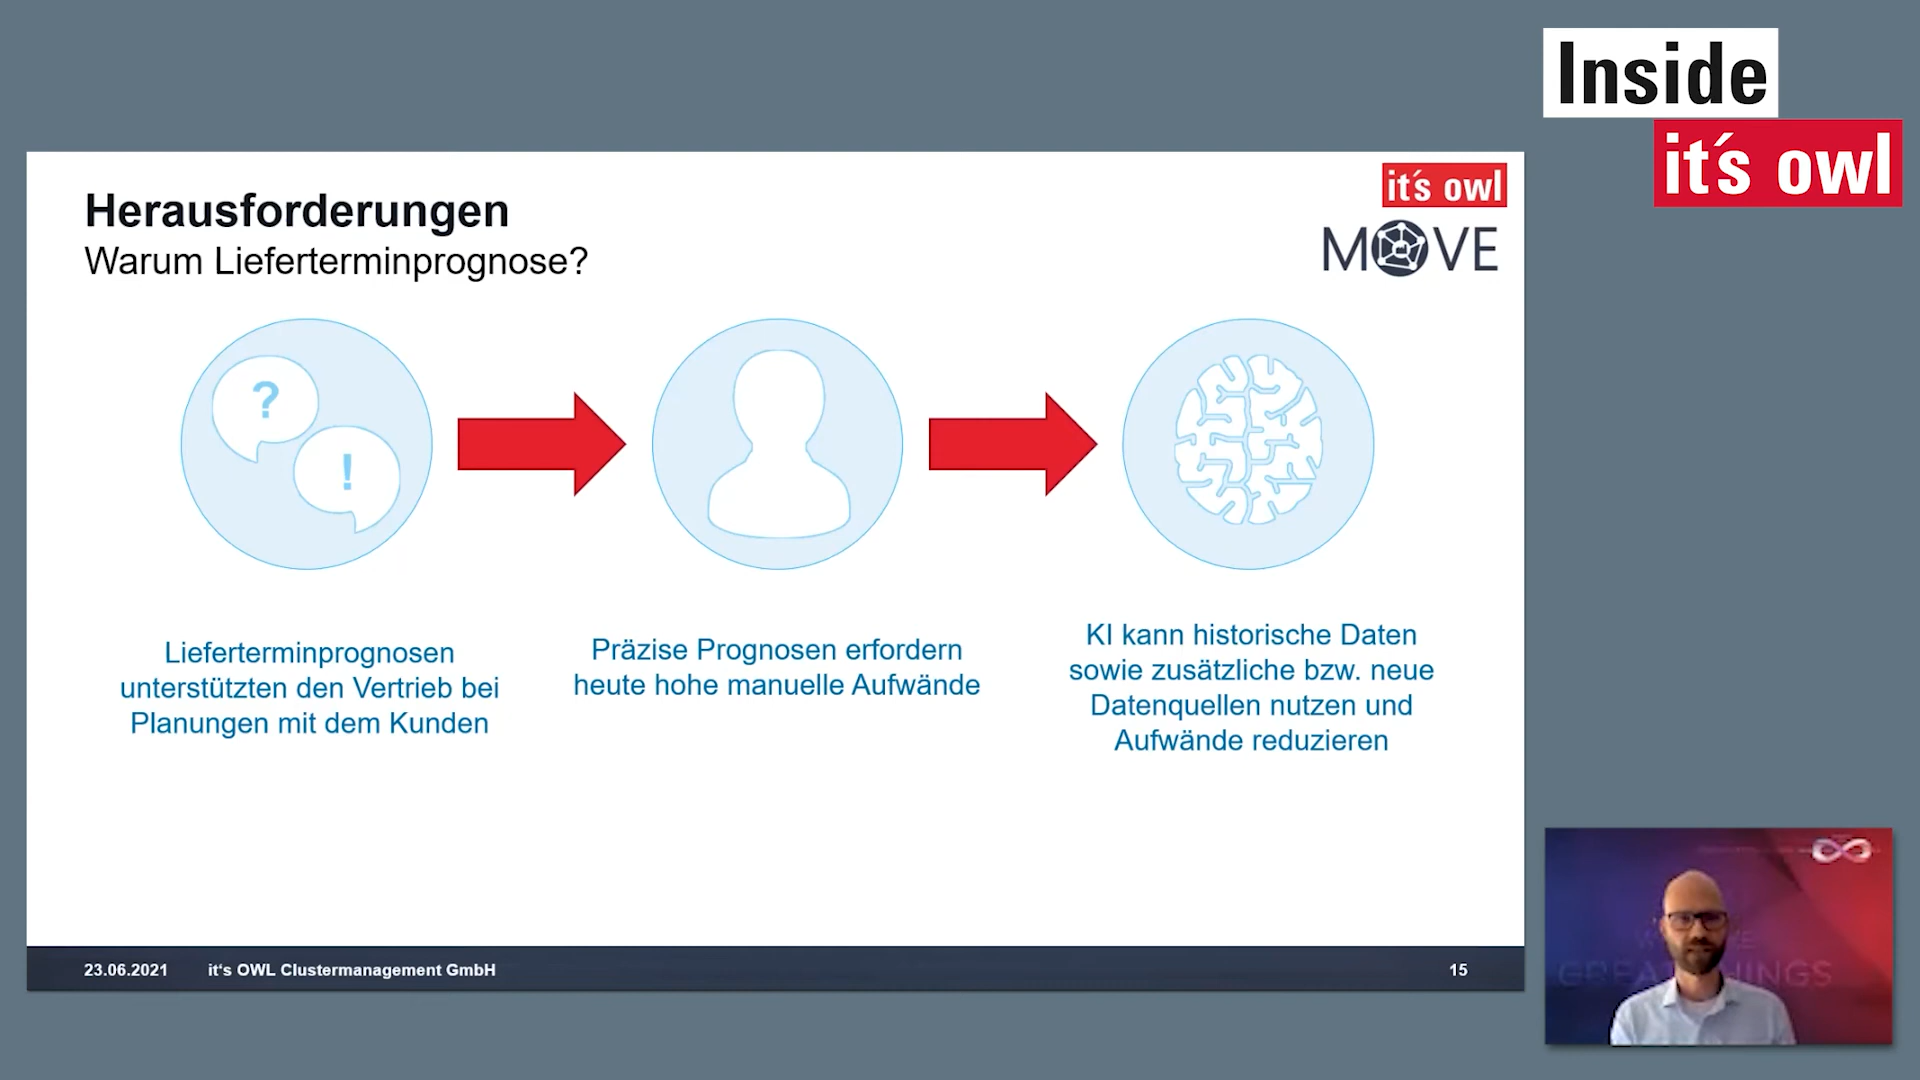 Inside
it's owl
it's owl
MOVE
Herausforderungen
Warum Lieferterminprognose?
?
!
Lieferterminprognosen
unterstützten den Vertrieb bei
Planungen mit dem Kunden
Präzise Prognosen erfordern
heute hohe manuelle Aufwände
KI kann historische Daten
sowie zusätzliche bzw. neue
Datenquellen nutzen und
Aufwände reduzieren
23.06.2021 it's OWL Clustermanagement GmbH 15